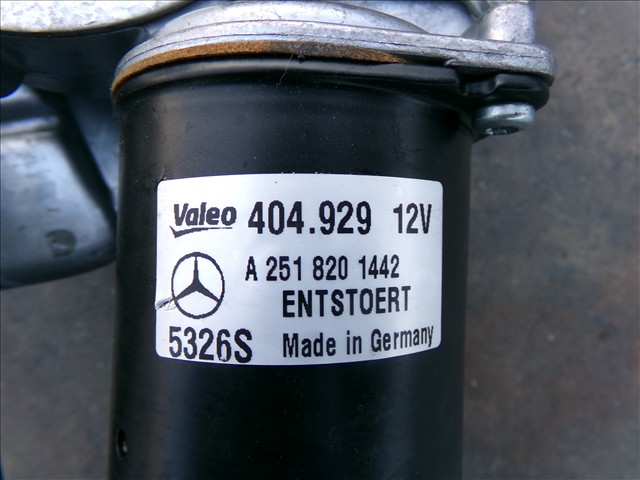 Valeo 404.929 12V
A 251 820 1442
ENTSTOERT
5326S Made in Germany